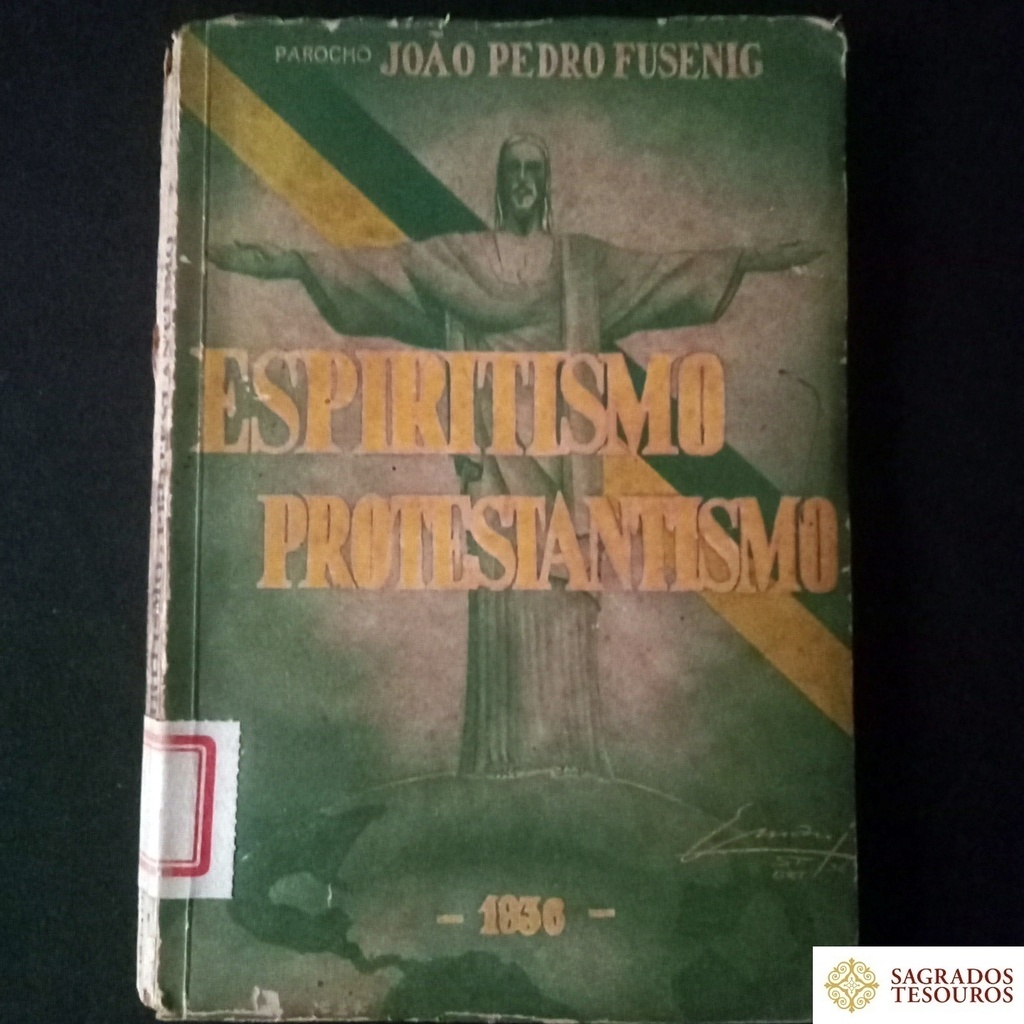 PAROCHO JOÃO PEDRO FUSENIG
ESPIRITISMO
PROTESTANTISMO
- 1936 -
SAGRADOS
TESOUROS